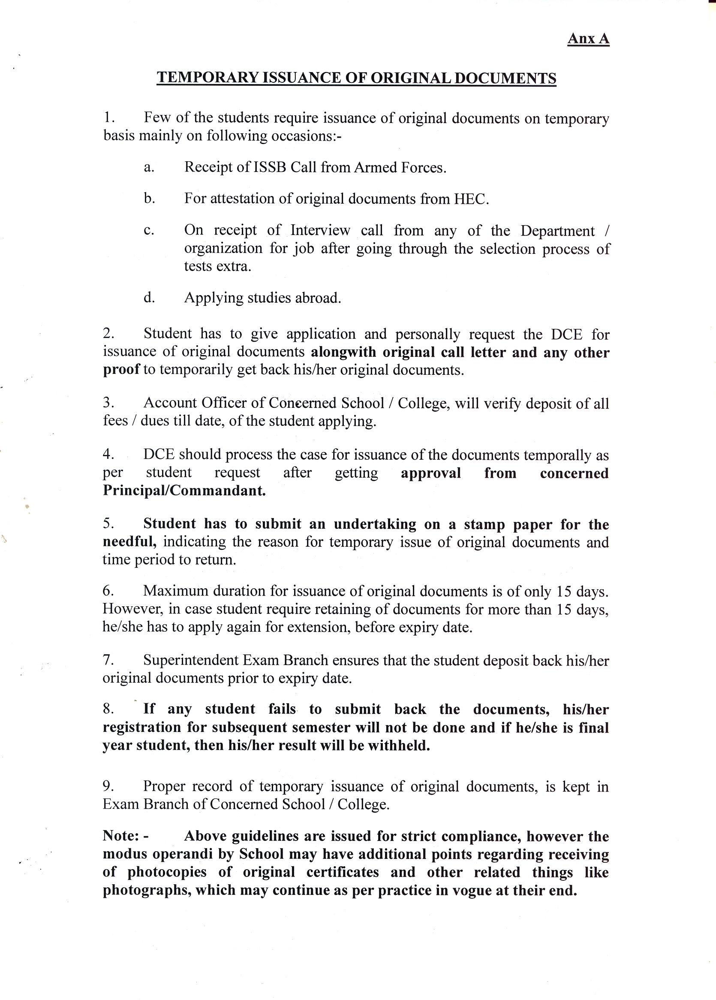 Anx A
TEMPORARY ISSUANCE OF ORIGINAL DOCUMENTS
1. Few of the students require issuance of original documents on temporary
basis mainly on following occasions:-
a. Receipt of ISSB Call from Armed Forces.
b. For attestation of original documents from HEC.
c. On receipt of Interview call from any of the Department /
organization for job after going through the selection process of
tests extra.
d. Applying studies abroad.
2. Student has to give application and personally request the DCE for
issuance of original documents alongwith original call letter and any other
proof to temporarily get back his/her original documents.
3. Account Officer of Concerned School / College, will verify deposit of all
fees / dues till date, of the student applying.
4. DCE should process the case for issuance of the documents temporally as
per student request after getting approval from concerned
Principal/Commandant.
5. Student has to submit an undertaking on a stamp paper for the
needful, indicating the reason for temporary issue of original documents and
time period to return.
6. Maximum duration for issuance of original documents is of only 15 days.
However, in case student require retaining of documents for more than 15 days,
he/she has to apply again for extension, before expiry date.
7. Superintendent Exam Branch ensures that the student deposit back his/her
original documents prior to expiry date.
8. If any student fails to submit back the documents, his/her
registration for subsequent semester will not be done and if he/she is final
year student, then his/her result will be withheld.
9. Proper record of temporary issuance of original documents, is kept in
Exam Branch of Concerned School / College.
Note: - Above guidelines are issued for strict compliance, however the
modus operandi by School may have additional points regarding receiving
of photocopies of original certificates and other related things like
photographs, which may continue as per practice in vogue at their end.